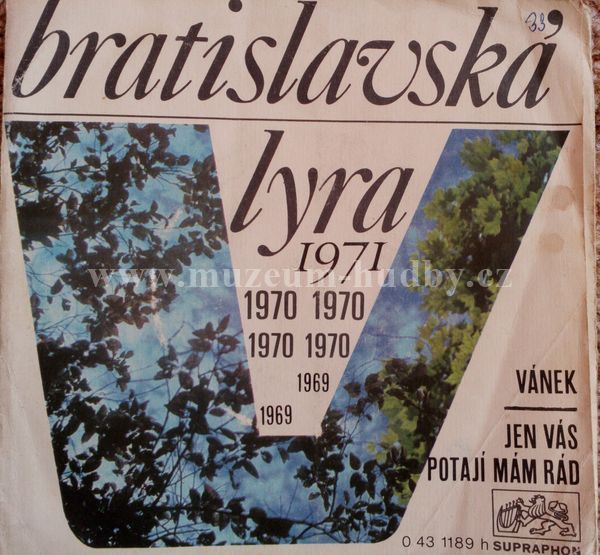 bratislavská
39
lyra
1971
www.muzeum-hudby.cz
1970 1970
1970 1970
1969
1969
VÁNEK
JEN VÁS
POTAJÍ MÁM RÁD
0 43 1189 h SUPRAPHON